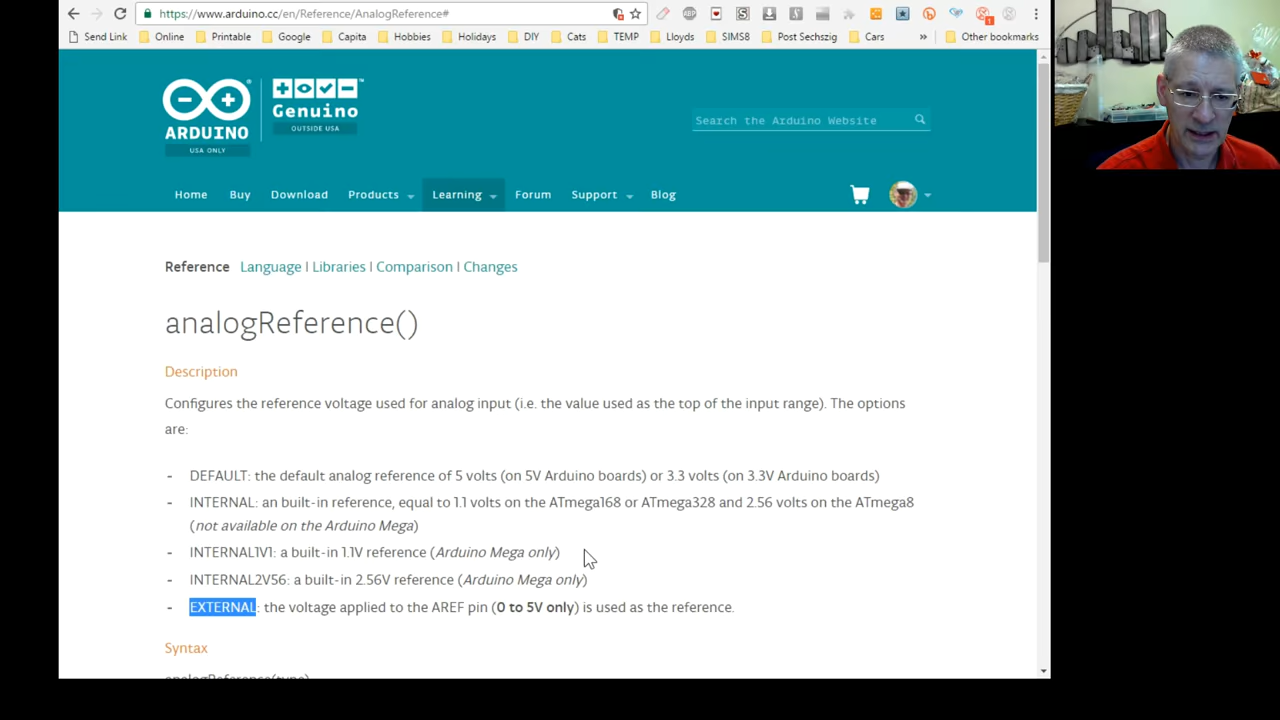 https://www.arduino.cc/en/Reference/AnalogReference#
Send Link Online Printable Google Capita Hobbies Holidays DIY Cats TEMP Lloyds SIMS8 Post Sechszig Cars » Other bookmarks
ARDUINO
USA ONLY
Genuino
OUTSIDE USA
Search the Arduino Website
Home Buy Download Products Learning Forum Support Blog
Reference Language | Libraries | Comparison | Changes
analogReference()
Description
Configures the reference voltage used for analog input (i.e. the value used as the top of the input range). The options
are:
- DEFAULT: the default analog reference of 5 volts (on 5V Arduino boards) or 3.3 volts (on 3.3V Arduino boards)
- INTERNAL: an built-in reference, equal to 1.1 volts on the ATmega168 or ATmega328 and 2.56 volts on the ATmega8
(not available on the Arduino Mega)
- INTERNAL1V1: a built-in 1.1V reference (Arduino Mega only)
- INTERNAL2V56: a built-in 2.56V reference (Arduino Mega only)
- EXTERNAL: the voltage applied to the AREF pin (0 to 5V only) is used as the reference.
Syntax
analogReference(type)